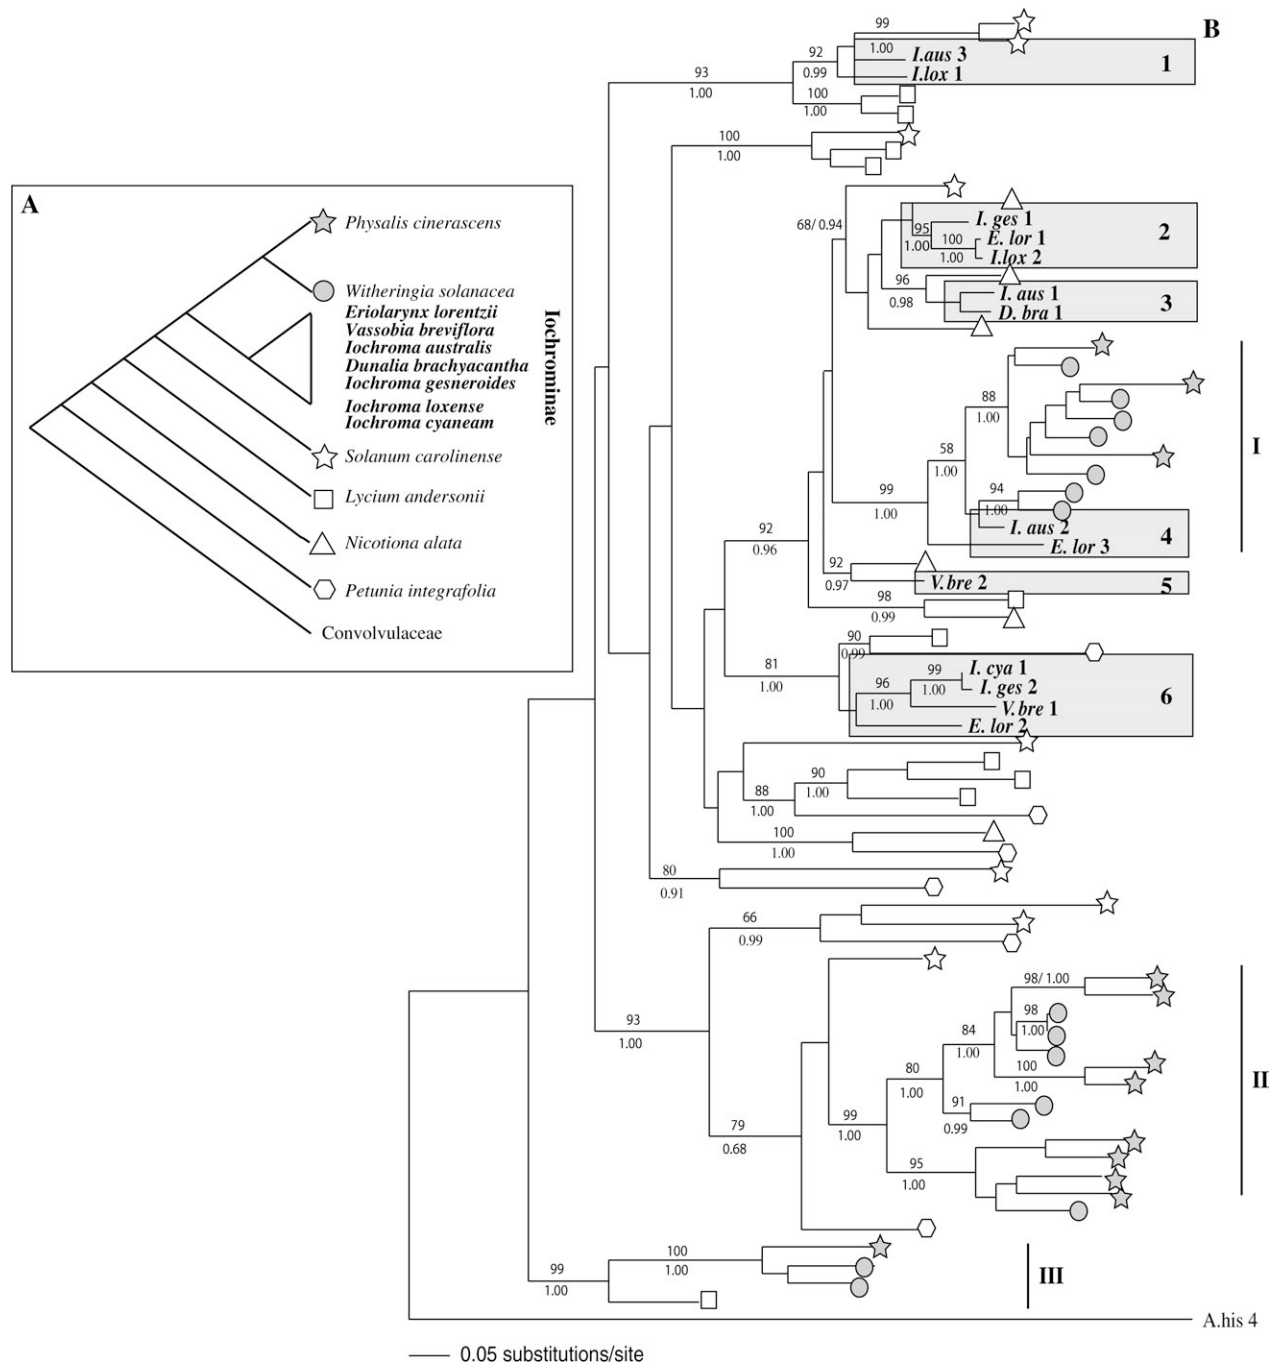 A
Physalis cinerascens
Witheringia solanacea
Eriolarynx lorentzii
Vassobia breviflora
Iochroma australis
Dunalia brachyacantha
Iochroma gesneroides
Iochroma loxense
Iochroma cyaneam
Iochrominae
Solanum carolinense
Lycium andersonii
Nicotiona alata
Petunia integrafolia
Convolvulaceae
B
99
1.00
92
0.99
I.aus 3
I.lox 1
1
93
1.00
100
1.00
100
1.00
68/ 0.94
95
1.00
I. ges 1
100
1.00
E. lor 1
I.lox 2
2
96
0.98
I. aus 1
D. bra 1
3
88
1.00
I
58
1.00
99
1.00
94
1.00
I. aus 2
E. lor 3
4
92
0.96
92
0.97
V.bre 2
5
98
0.99
90
0.99
81
1.00
99
1.00
I. cya 1
I. ges 2
96
1.00
V.bre 1
E. lor 2
6
90
1.00
88
1.00
100
1.00
80
0.91
66
0.99
93
1.00
98/ 1.00
98
1.00
84
1.00
100
1.00
80
1.00
91
0.99
99
1.00
95
1.00
II
79
0.68
100
1.00
99
1.00
III
A.his 4
0.05 substitutions/site